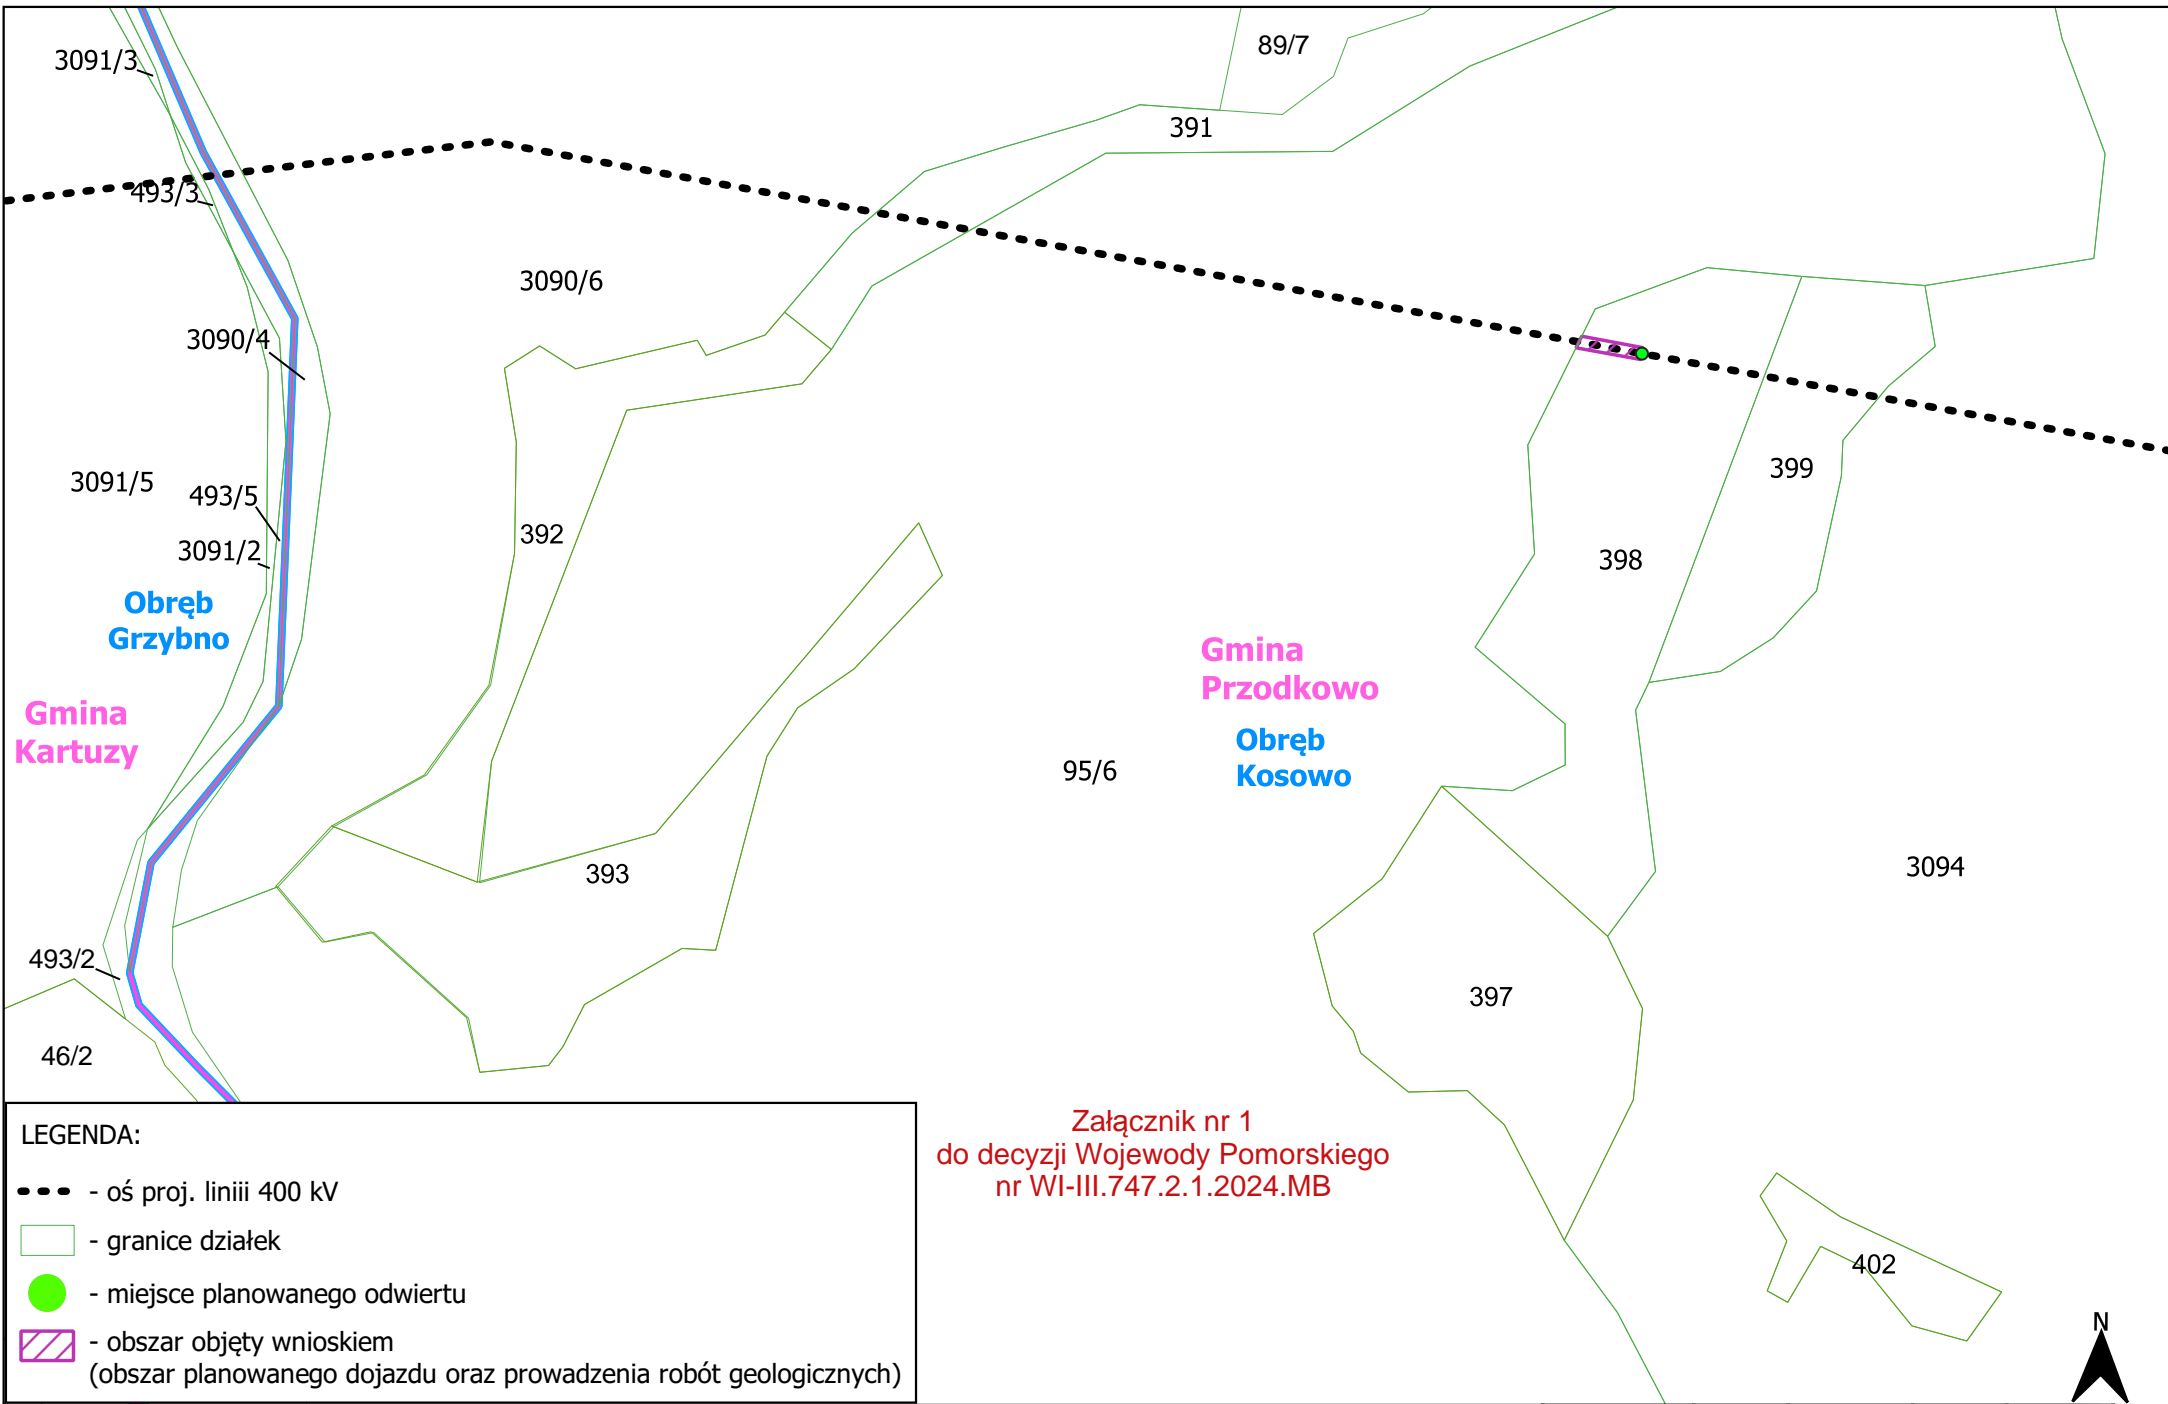 89/7
3091/3
391
493/3
3090/6
3090/4
399
3091/5
493/5
392
3091/2
398
Obręb
Grzybno
Gmina
Przodkowo
Gmina
Kartuzy
Obręb
Kosowo
95/6
393
3094
493/2
397
46/2
Załącznik nr 1
do decyzji Wojewody Pomorskiego
nr WI-III.747.2.1.2024.MB
402
N
LEGENDA:
- oś proj. liniii 400 kV
- granice działek
- miejsce planowanego odwiertu
- obszar objęty wnioskiem
(obszar planowanego dojazdu oraz prowadzenia robót geologicznych)